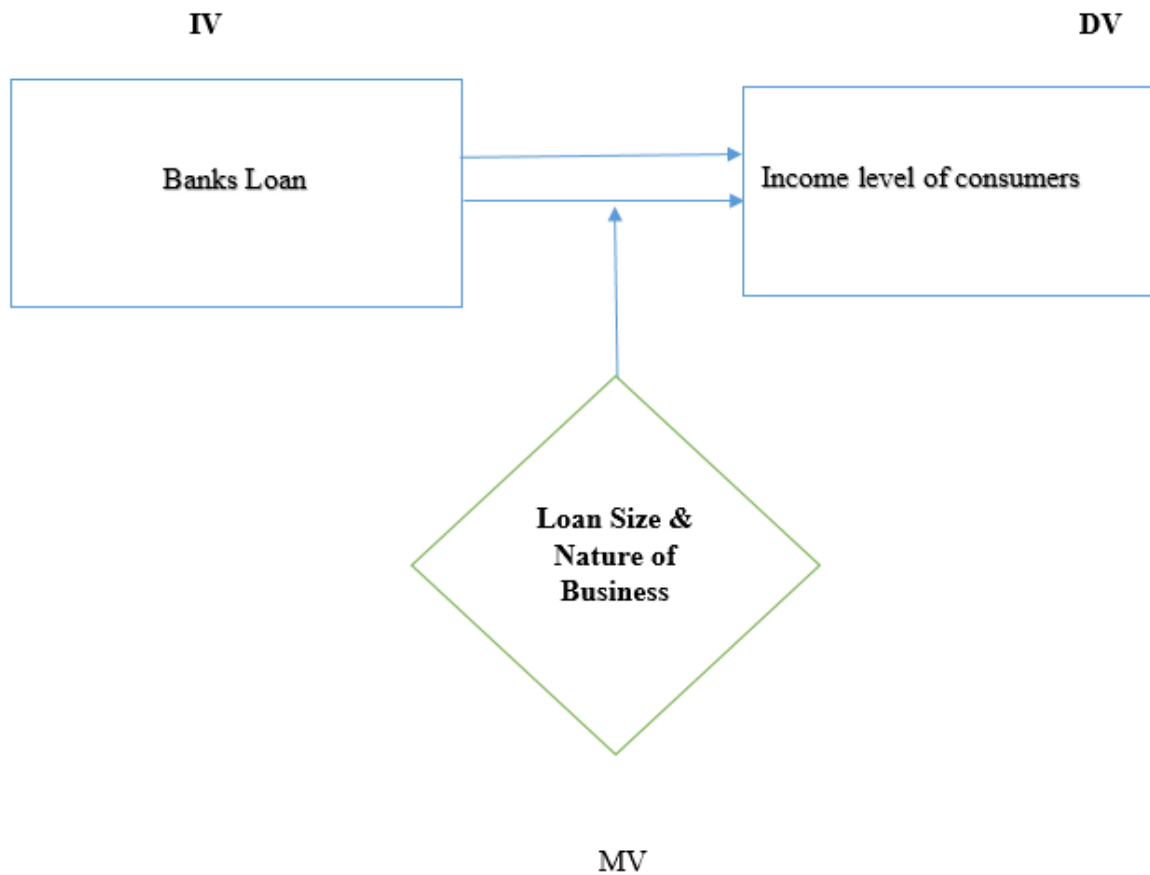 IV
DV
Banks Loan
Income level of consumers
Loan Size &
Nature of
Business
MV